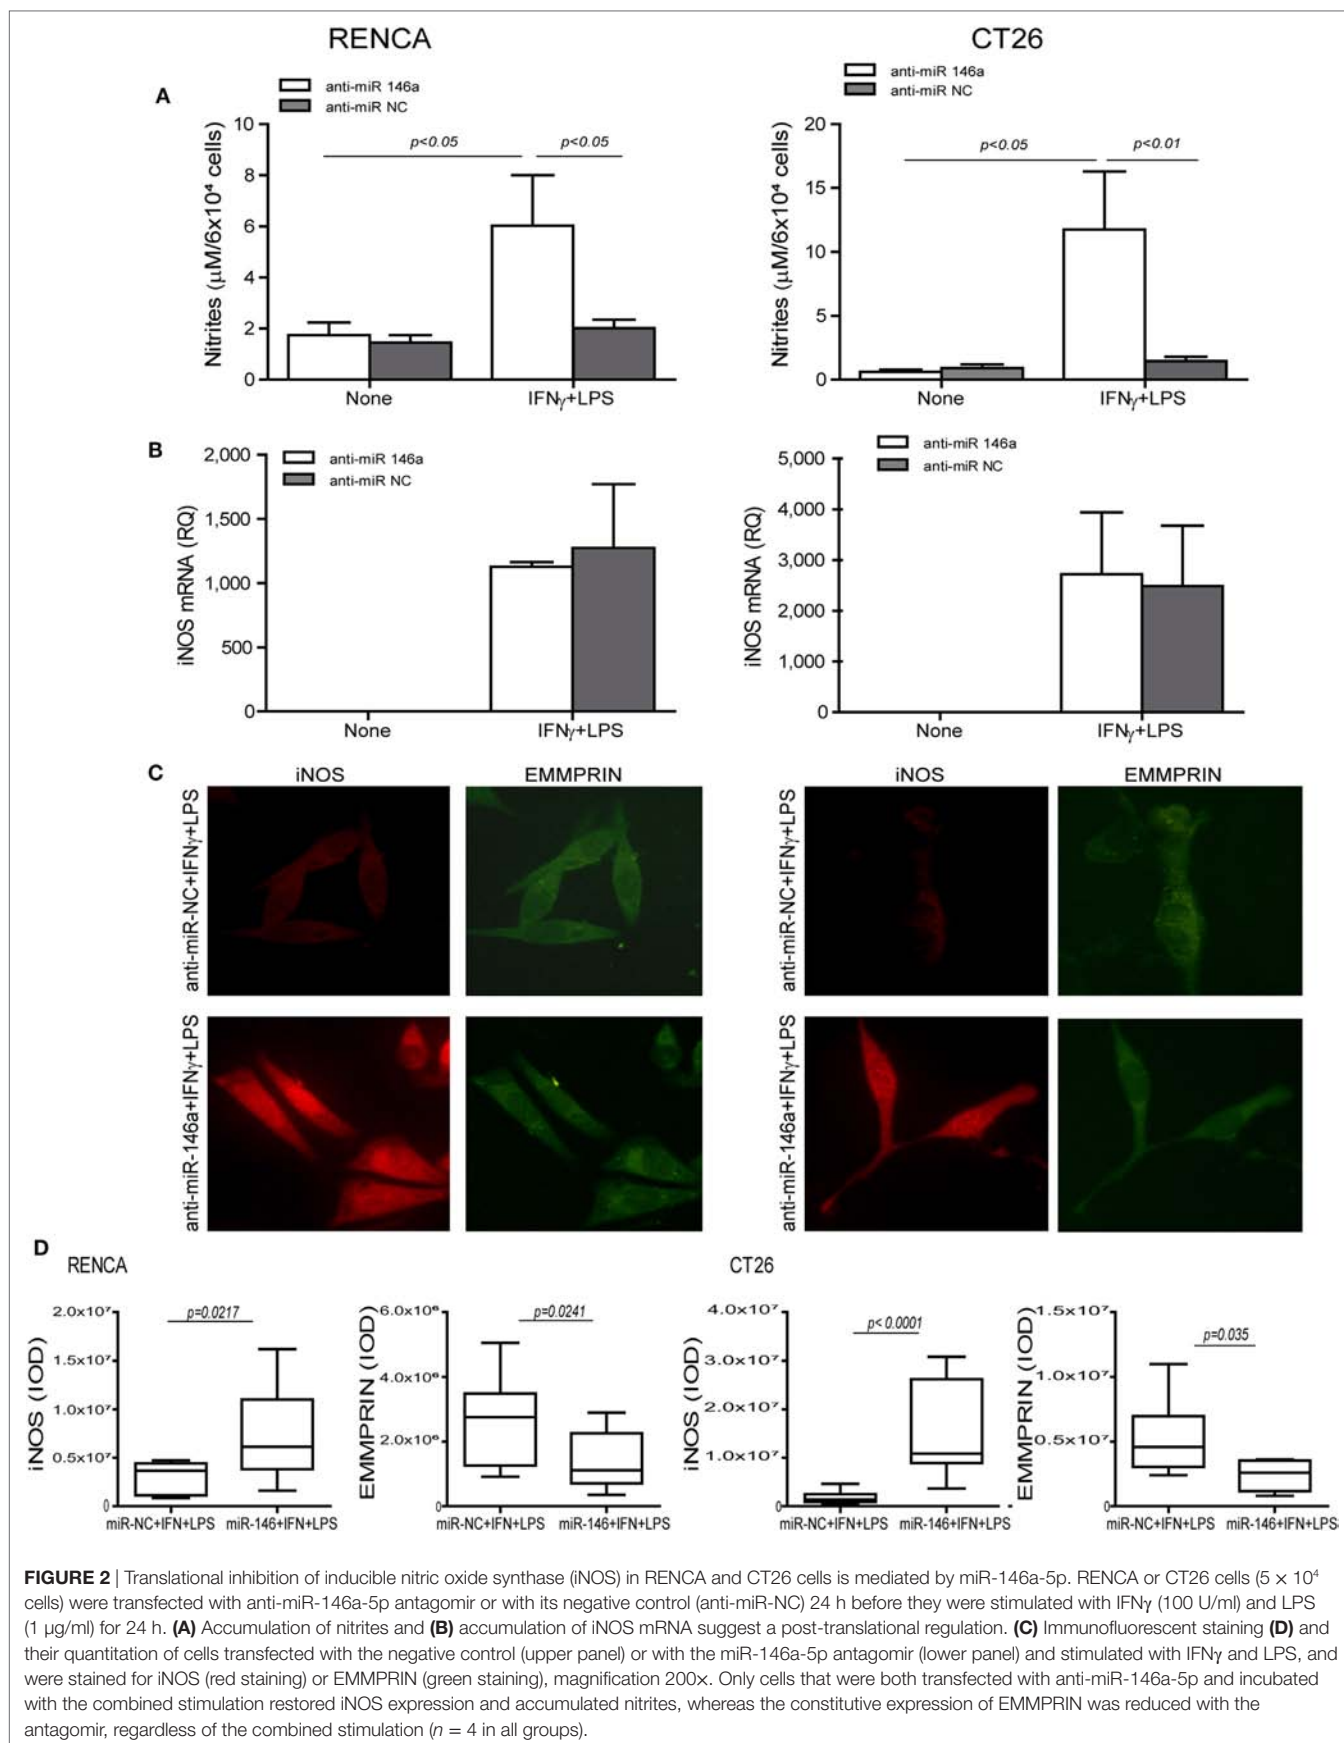 RENCA
CT26
A
anti-miR 146a
anti-miR NC
Nitrites (µM/6x10⁴ cells)
10
8
6
4
2
0
p<0.05
p<0.05
None
IFNγ+LPS
anti-miR 146a
anti-miR NC
Nitrites (µM/6x10⁴ cells)
20
15
10
5
0
p<0.05
p<0.01
None
IFNγ+LPS
B
anti-miR 146a
anti-miR NC
iNOS mRNA (RQ)
2,000
1,500
1,000
500
0
None
IFNγ+LPS
anti-miR 146a
anti-miR NC
iNOS mRNA (RQ)
5,000
4,000
3,000
2,000
1,000
0
None
IFNγ+LPS
C
iNOS
EMMPRIN
iNOS
EMMPRIN
anti-miR-NC+IFNγ+LPS
anti-miR-NC+IFNγ+LPS
anti-miR-146a+IFNγ+LPS
anti-miR-146a+IFNγ+LPS
D
RENCA
CT26
iNOS (IOD)
2.0x10⁷
1.5x10⁷
1.0x10⁷
0.5x10⁷
0
p=0.0217
miR-NC+IFN+LPS
miR-146+IFN+LPS
EMMPRIN (IOD)
6.0x10⁶
4.0x10⁶
2.0x10⁶
0
p=0.0241
miR-NC+IFN+LPS
miR-146+IFN+LPS
iNOS (IOD)
4.0x10⁷
3.0x10⁷
2.0x10⁷
1.0x10⁷
0
p<0.0001
miR-NC+IFN+LPS
miR-146+IFN+LPS
EMMPRIN (IOD)
1.5x10⁷
1.0x10⁷
0.5x10⁷
0
p=0.035
miR-NC+IFN+LPS
miR-146+IFN+LPS
FIGURE 2 | Translational inhibition of inducible nitric oxide synthase (iNOS) in RENCA and CT26 cells is mediated by miR-146a-5p. RENCA or CT26 cells (5 × 10⁴
cells) were transfected with anti-miR-146a-5p antagomir or with its negative control (anti-miR-NC) 24 h before they were stimulated with IFNγ (100 U/ml) and LPS
(1 µg/ml) for 24 h. (A) Accumulation of nitrites and (B) accumulation of iNOS mRNA suggest a post-translational regulation. (C) Immunofluorescent staining (D) and
their quantitation of cells transfected with the negative control (upper panel) or with the miR-146a-5p antagomir (lower panel) and stimulated with IFNγ and LPS, and
were stained for iNOS (red staining) or EMMPRIN (green staining), magnification 200×. Only cells that were both transfected with anti-miR-146a-5p and incubated
with the combined stimulation restored iNOS expression and accumulated nitrites, whereas the constitutive expression of EMMPRIN was reduced with the
antagomir, regardless of the combined stimulation (n = 4 in all groups).